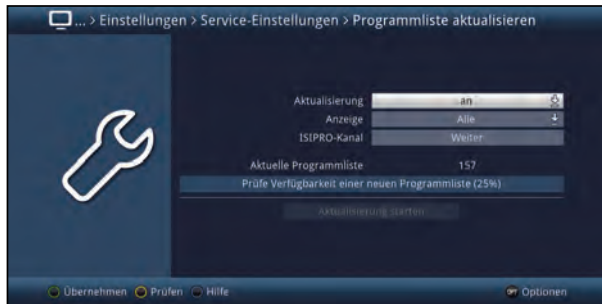 ... > Einstellungen > Service-Einstellungen > Programmliste aktualisieren
Aktualisierung an
Anzeige Alle
ISIPRO-Kanal Weiter
Aktuelle Programmliste 157
Prüfe Verfügbarkeit einer neuen Programmliste (25%)
Aktualisierung starten
Übernehmen Prüfen Hilfe OPT Optionen